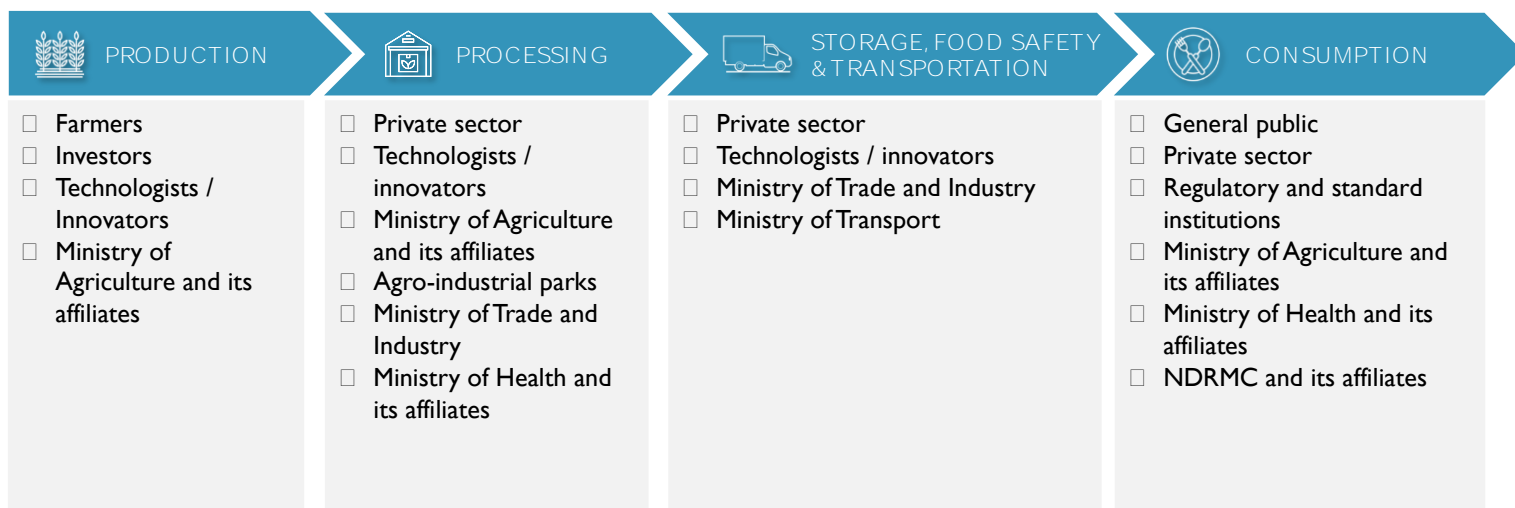 PRODUCTION
Farmers
Investors
Technologists /
Innovators
Ministry of
Agriculture and its
affiliates
PROCESSING
Private sector
Technologists /
innovators
Ministry of Agriculture
and its affiliates
Agro-industrial parks
Ministry of Trade and
Industry
Ministry of Health and
its affiliates
STORAGE, FOOD SAFETY
& TRANSPORTATION
Private sector
Technologists / innovators
Ministry of Trade and Industry
Ministry of Transport
CONSUMPTION
General public
Private sector
Regulatory and standard
institutions
Ministry of Agriculture and
its affiliates
Ministry of Health and its
affiliates
NDRMC and its affiliates